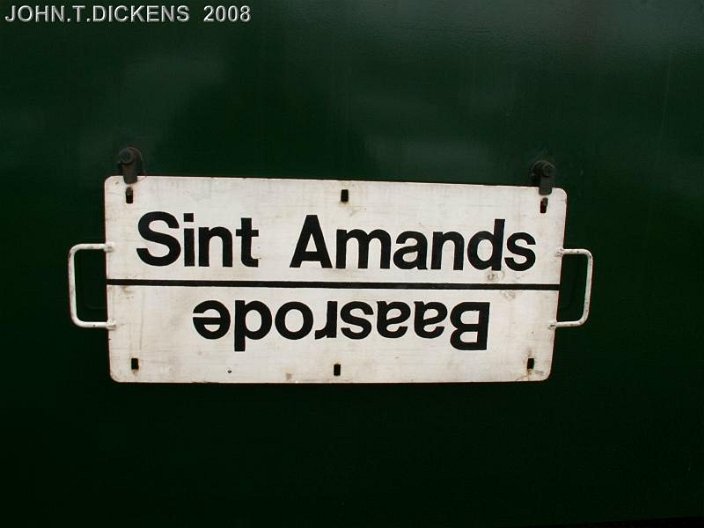 JOHN.T.DICKENS 2008
Sint Amands
Baasrode